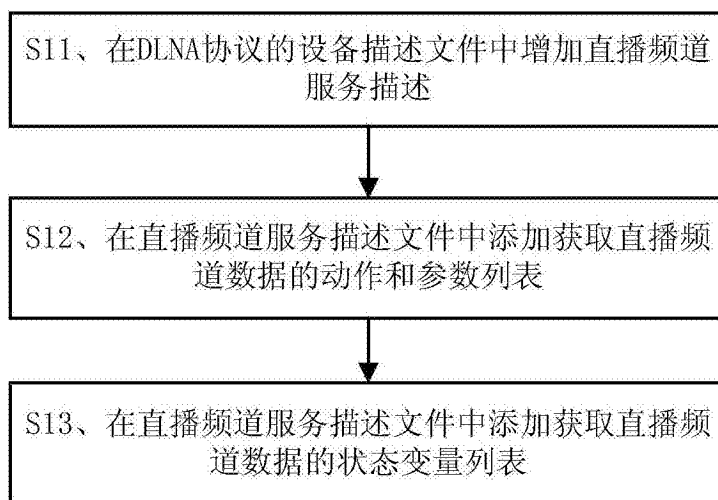 S11、在DLNA协议的设备描述文件中增加直播频道
服务描述
S12、在直播频道服务描述文件中添加获取直播频
道数据的动作和参数列表
S13、在直播频道服务描述文件中添加获取直播频
道数据的状态变量列表